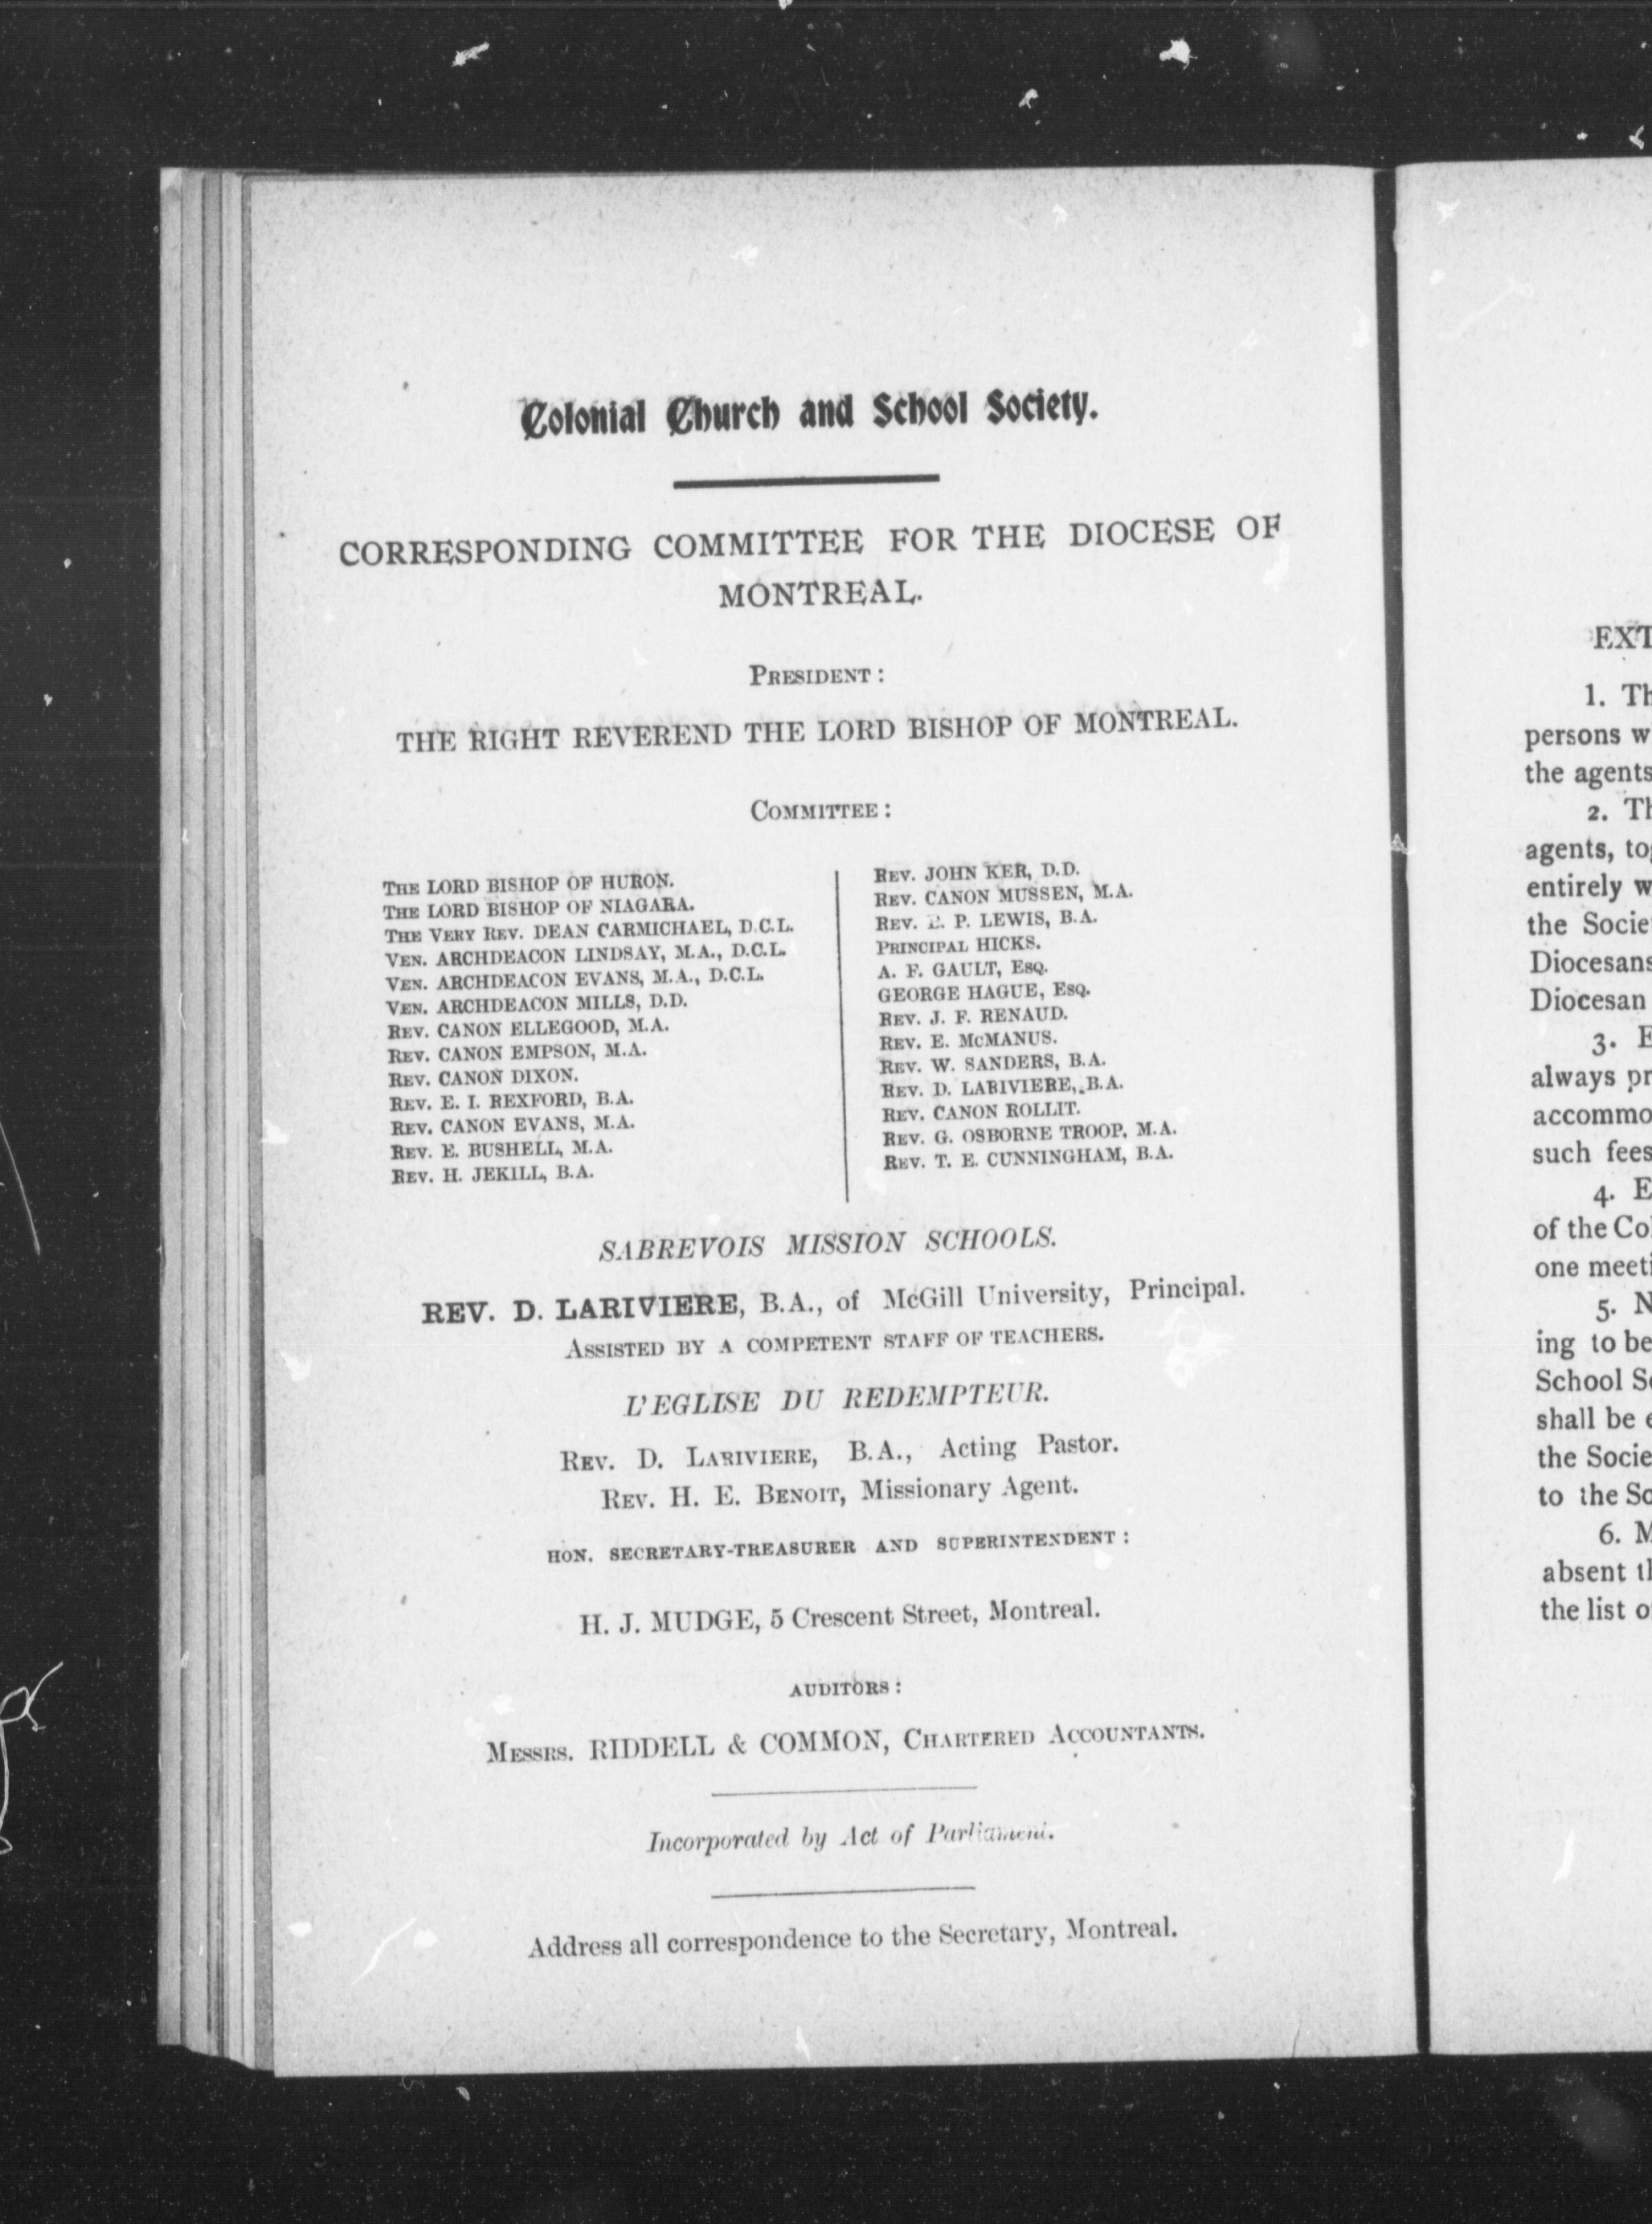 Colonial Church and School Society.
CORRESPONDING COMMITTEE FOR THE DIOCESE OF
MONTREAL.
PRESIDENT :
THE RIGHT REVEREND THE LORD BISHOP OF MONTREAL.
COMMITTEE :
THE LORD BISHOP OF HURON.
THE LORD BISHOP OF NIAGARA.
THE VERY REV. DEAN CARMICHAEL, D.C.L.
VEN. ARCHDEACON LINDSAY, M.A., D.C.L.
VEN. ARCHDEACON EVANS, M.A., D.C.L.
VEN. ARCHDEACON MILLS, D.D.
REV. CANON ELLEGOOD, M.A.
REV. CANON EMPSON, M.A.
REV. CANON DIXON.
REV. E. I. REXFORD, B.A.
REV. CANON EVANS, M.A.
REV. E. BUSHELL, M.A.
REV. H. JEKILL, B.A.
REV. JOHN KER, D.D.
REV. CANON MUSSEN, M.A.
REV. P. LEWIS, B.A.
PRINCIPAL HICKS.
A. F. GAULT, ESQ.
GEORGE HAGUE, ESQ.
REV. J. F. RENAUD.
REV. E. McMANUS.
REV. W. SANDERS, B.A.
REV. D. LARIVIERE, B.A.
REV. CANON ROLLIT.
REV. G. OSBORNE TROOP, M.A.
REV. T. E. CUNNINGHAM, B.A.
SABREVOIS MISSION SCHOOLS.
REV. D. LARIVIERE, B.A., of McGill University, Principal.
ASSISTED BY A COMPETENT STAFF OF TEACHERS.
L'EGLISE DU REDEMPTEUR.
REV. D. LARIVIERE, B.A., Acting Pastor.
REV. H. E. BENOIT, Missionary Agent.
HON. SECRETARY-TREASURER AND SUPERINTENDENT :
H. J. MUDGE, 5 Crescent Street, Montreal.
AUDITORS :
MESSRS. RIDDELL & COMMON, CHARTERED ACCOUNTANTS.
Incorporated by Act of Parliament.
Address all correspondence to the Secretary, Montreal.
EXT
1. Th
persons w
the agents
2. Th
agents, tog
entirely w
the Socie
Diocesans
Diocesan
3. E
always pr
accommo
such fees
4. E
of the Col
one meeti
5. N
ing to be
School So
shall be e
the Socie
to the So
6. M
absent th
the list o